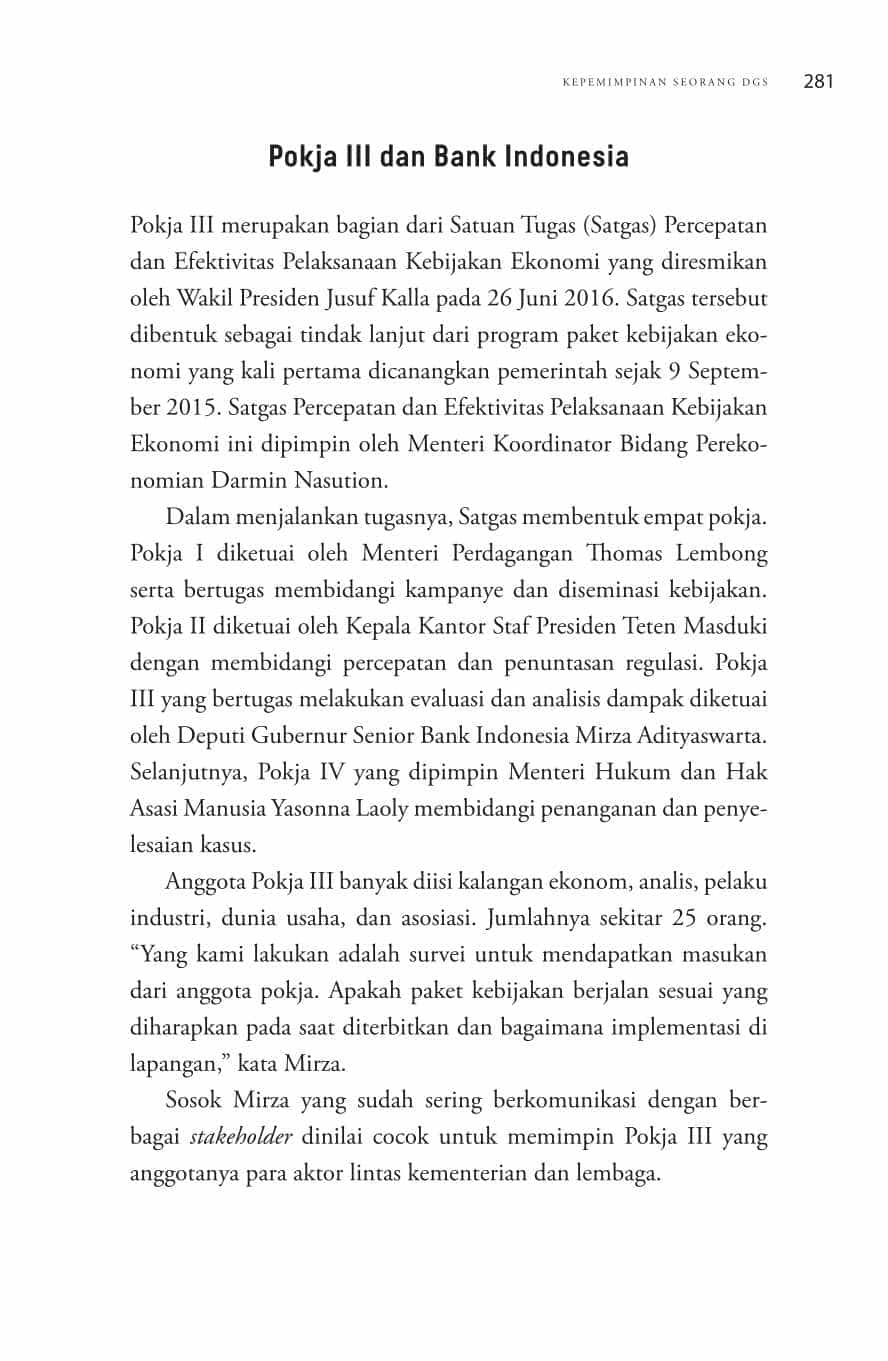 KEPEMIMPINAN SEORANG DGS 281
Pokja III dan Bank Indonesia
Pokja III merupakan bagian dari Satuan Tugas (Satgas) Percepatan
dan Efektivitas Pelaksanaan Kebijakan Ekonomi yang diresmikan
oleh Wakil Presiden Jusuf Kalla pada 26 Juni 2016. Satgas tersebut
dibentuk sebagai tindak lanjut dari program paket kebijakan eko-
nomi yang kali pertama dicanangkan pemerintah sejak 9 Septem-
ber 2015. Satgas Percepatan dan Efektivitas Pelaksanaan Kebijakan
Ekonomi ini dipimpin oleh Menteri Koordinator Bidang Pereko-
nomian Darmin Nasution.
Dalam menjalankan tugasnya, Satgas membentuk empat pokja.
Pokja I diketuai oleh Menteri Perdagangan Thomas Lembong
serta bertugas membidangi kampanye dan diseminasi kebijakan.
Pokja II diketuai oleh Kepala Kantor Staf Presiden Teten Masduki
dengan membidangi percepatan dan penuntasan regulasi. Pokja
III yang bertugas melakukan evaluasi dan analisis dampak diketuai
oleh Deputi Gubernur Senior Bank Indonesia Mirza Adityaswarta.
Selanjutnya, Pokja IV yang dipimpin Menteri Hukum dan Hak
Asasi Manusia Yasonna Laoly membidangi penanganan dan penye-
lesaian kasus.
Anggota Pokja III banyak diisi kalangan ekonom, analis, pelaku
industri, dunia usaha, dan asosiasi. Jumlahnya sekitar 25 orang.
“Yang kami lakukan adalah survei untuk mendapatkan masukan
dari anggota pokja. Apakah paket kebijakan berjalan sesuai yang
diharapkan pada saat diterbitkan dan bagaimana implementasi di
lapangan,” kata Mirza.
Sosok Mirza yang sudah sering berkomunikasi dengan ber-
bagai stakeholder dinilai cocok untuk memimpin Pokja III yang
anggotanya para aktor lintas kementerian dan lembaga.